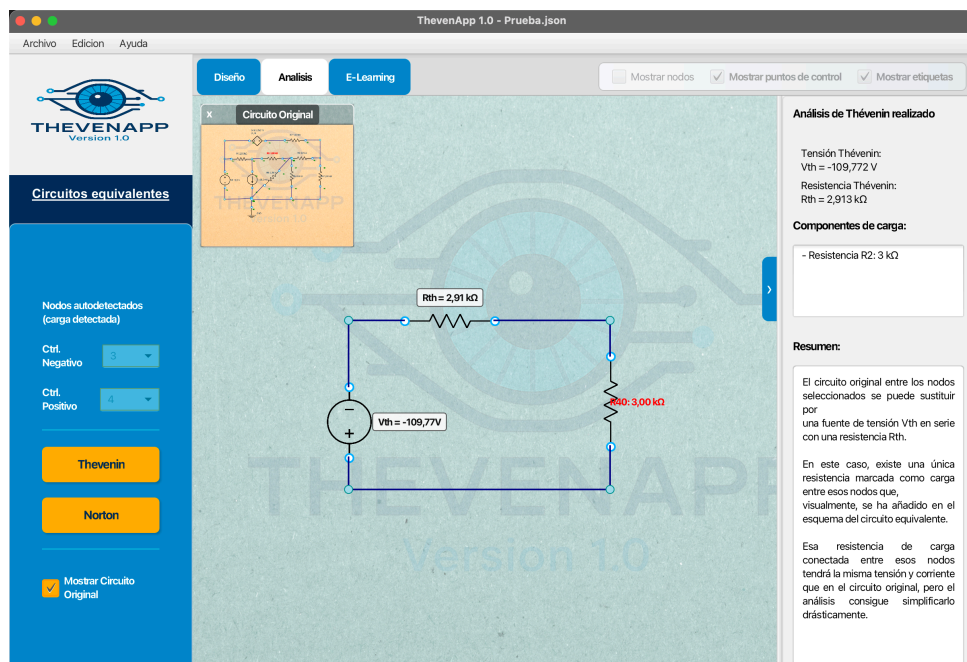 ThevenApp 1.0 - Prueba.json
Archivo Edicion Ayuda
THEVENAPP
Version 1.0
Diseño Analisis E-Learning
Mostrar nodos Mostrar puntos de control Mostrar etiquetas
Circuitos equivalentes
Nodos autodetectados
(carga detectada)
Ctrl.
Negativo
3
Ctrl.
Positivo
4
Thevenin
Norton
Mostrar Circuito
Original
X Circuito Original
THEVENAPP
Version 1.0
Rth = 2,91 kΩ
Vth = -109,77V
R40: 3,00 kΩ
THEVENAPP
Version 1.0
Análisis de Thévenin realizado
Tensión Thévenin:
Vth = -109,772 V
Resistencia Thévenin:
Rth = 2,913 kΩ
Componentes de carga:
- Resistencia R2: 3 kΩ
Resumen:
El circuito original entre los nodos
seleccionados se puede sustituir
por
una fuente de tensión Vth en serie
con una resistencia Rth.
En este caso, existe una única
resistencia marcada como carga
entre esos nodos que,
visualmente, se ha añadido en el
esquema del circuito equivalente.
Esa resistencia de carga
conectada entre esos nodos
tendrá la misma tensión y corriente
que en el circuito original, pero el
análisis consigue simplificarlo
drásticamente.